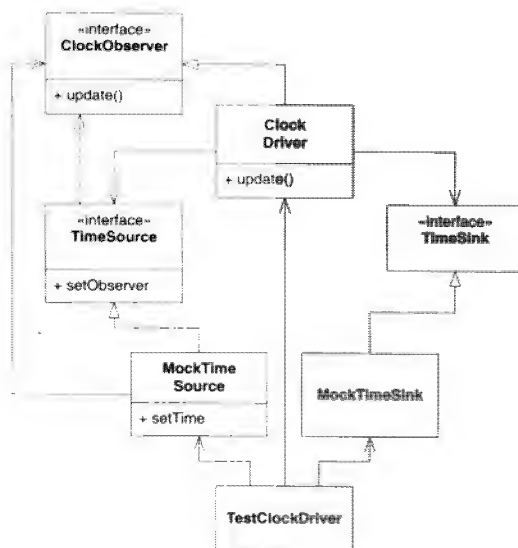 «interface»
ClockObserver
+ update()
Clock
Driver
+ update()
«interface»
TimeSource
+ setObserver
«interface»
TimeSink
MockTime
Source
+ setTime
MockTimeSink
TestClockDriver